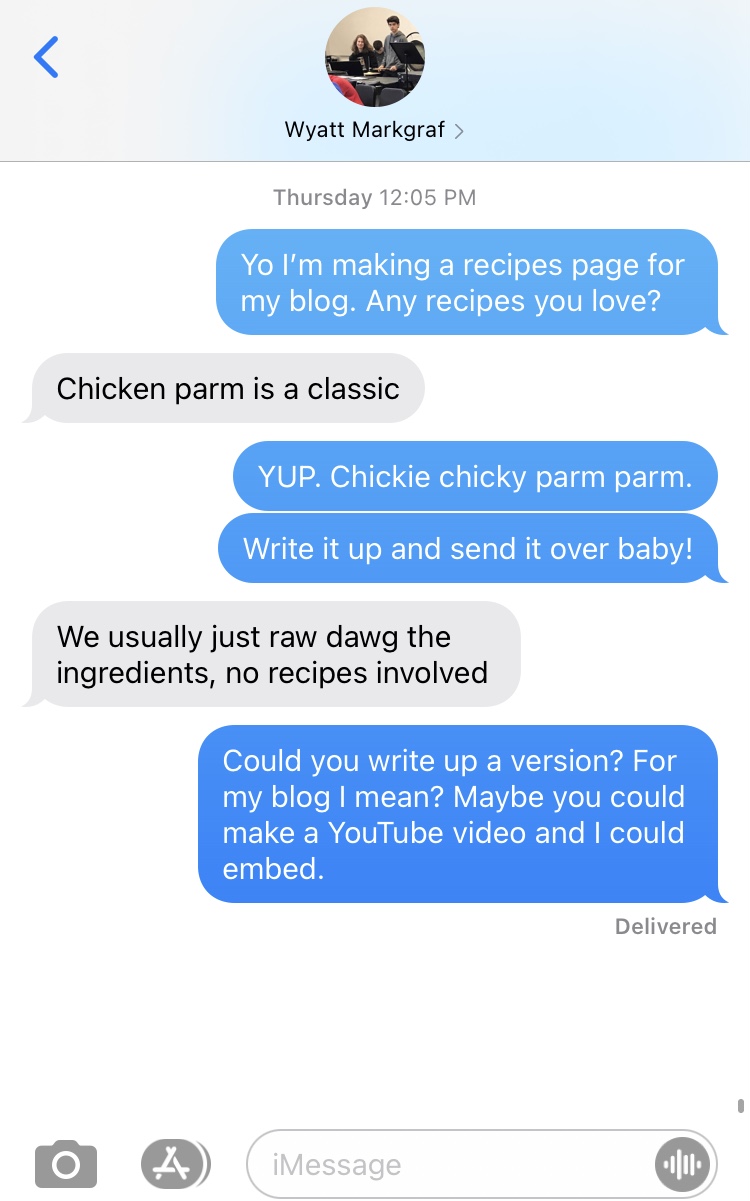 Wyatt Markgraf
Thursday 12:05 PM
Yo I’m making a recipes page for
my blog. Any recipes you love?
Chicken parm is a classic
YUP. Chickie chicky parm parm.
Write it up and send it over baby!
We usually just raw dawg the
ingredients, no recipes involved
Could you write up a version? For
my blog I mean? Maybe you could
make a YouTube video and I could
embed.
Delivered
iMessage